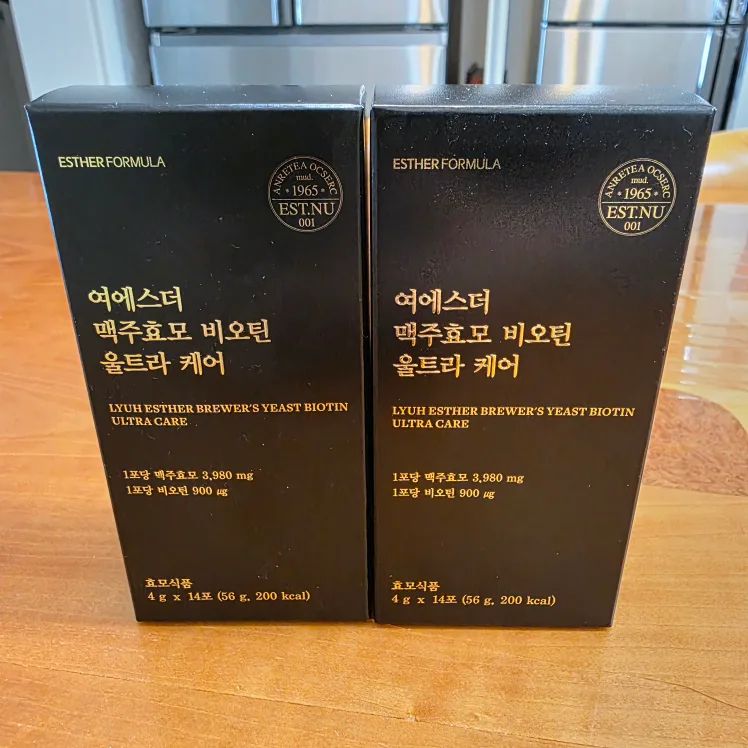 ESTHER FORMULA
ANRETEA OCSERC
mud.
1965
EST.NU
001
여에스더
맥주효모 비오틴
울트라 케어
LYUH ESTHER BREWER'S YEAST BIOTIN
ULTRA CARE
1포당 맥주효모 3,980 mg
1포당 비오틴 900 μg
효모식품
4 g x 14포 (56 g, 200 kcal)
ESTHER FORMULA
ANRETEA OCSERC
mud.
1965
EST.NU
001
여에스더
맥주효모 비오틴
울트라 케어
LYUH ESTHER BREWER'S YEAST BIOTIN
ULTRA CARE
1포당 맥주효모 3,980 mg
1포당 비오틴 900 μg
효모식품
4 g x 14포 (56 g, 200 kcal)